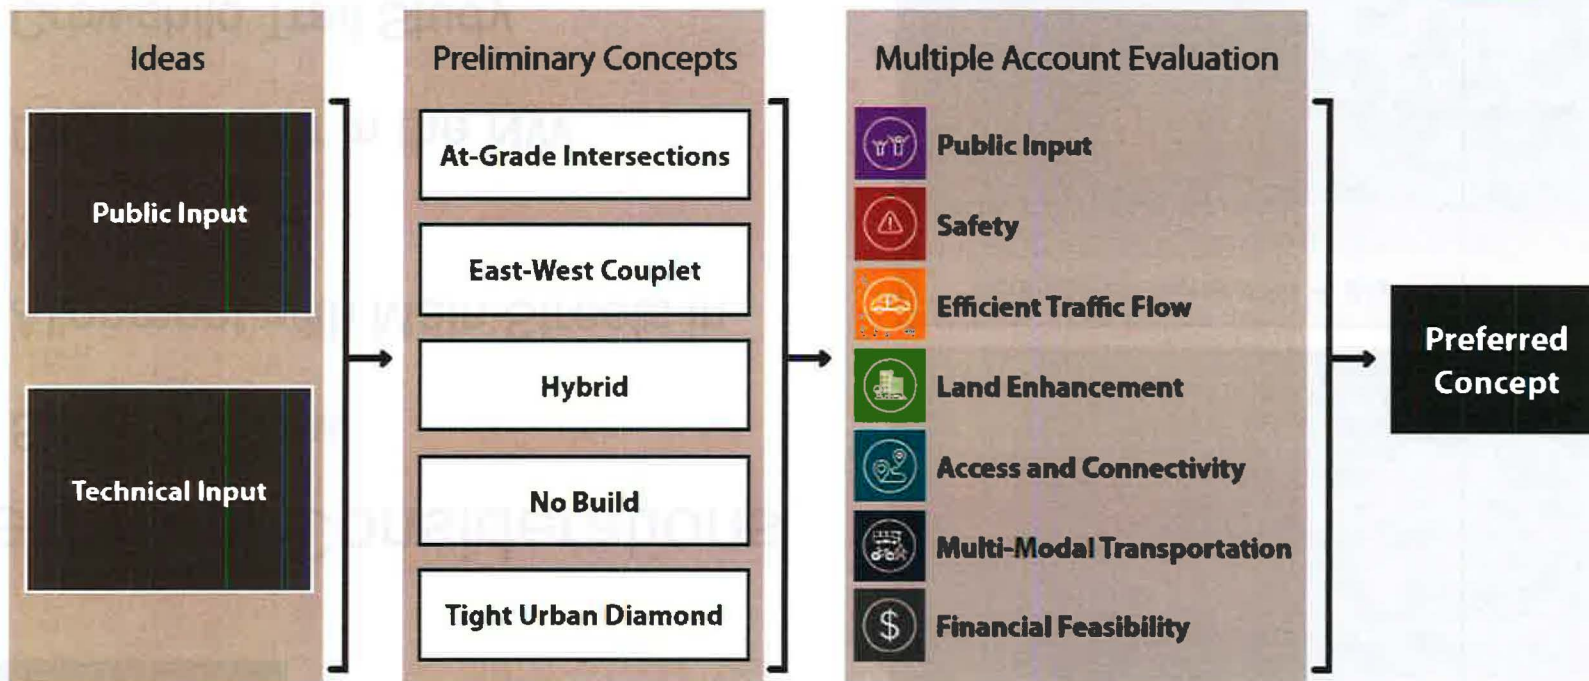 Ideas
Public Input
Technical Input
Preliminary Concepts
At-Grade Intersections
East-West Couplet
Hybrid
No Build
Tight Urban Diamond
Multiple Account Evaluation
Public Input
Safety
Efficient Traffic Flow
Land Enhancement
Access and Connectivity
Multi-Modal Transportation
$ Financial Feasibility
Preferred
Concept